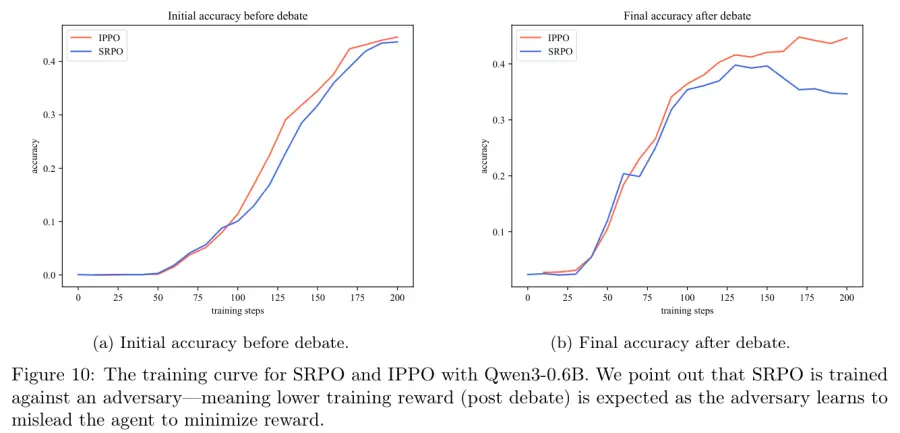 Initial accuracy before debate
IPPO
SRPO
0.4
0.3
0.2
0.1
0.0
accuracy
0 25 50 75 100 125 150 175 200
training steps
(a) Initial accuracy before debate.
Final accuracy after debate
IPPO
SRPO
0.4
0.3
0.2
0.1
accuracy
0 25 50 75 100 125 150 175 200
training steps
(b) Final accuracy after debate.
Figure 10: The training curve for SRPO and IPPO with Qwen3-0.6B. We point out that SRPO is trained
against an adversary—meaning lower training reward (post debate) is expected as the adversary learns to
mislead the agent to minimize reward.